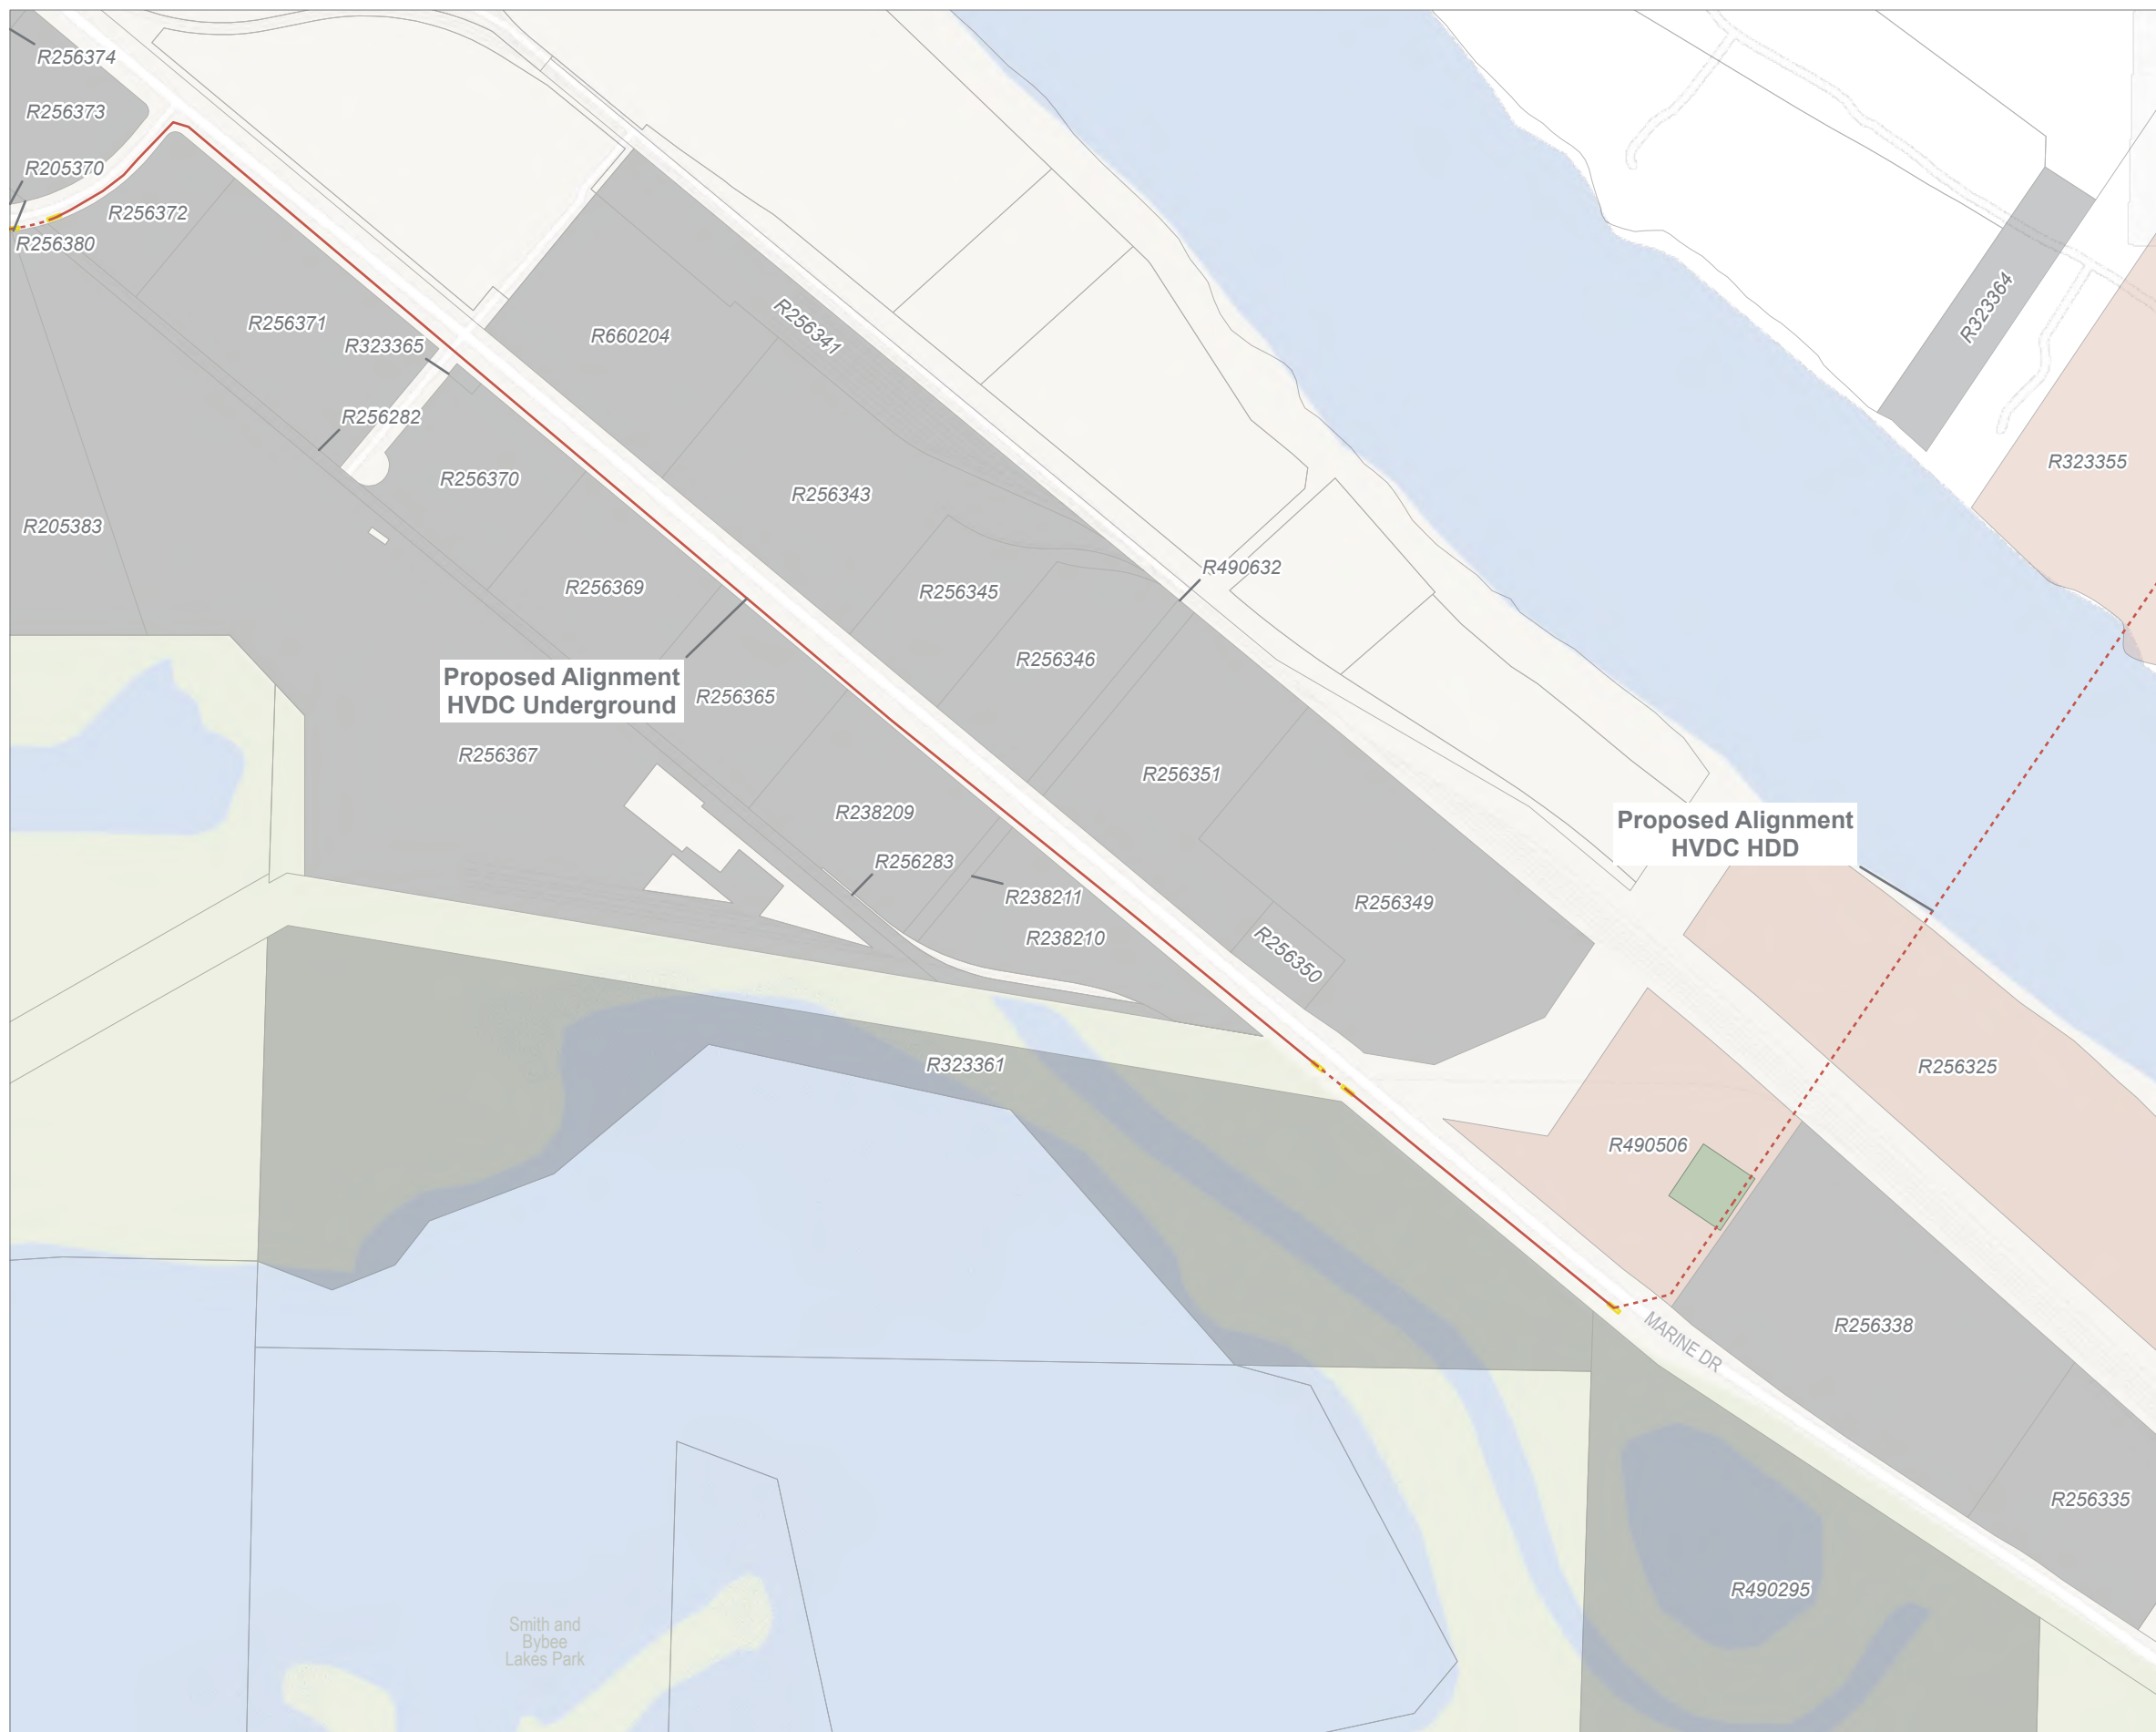 R256374
R256373
R205370
R256372
R256380
R256371
R323365
R660204
R256341
R323364
R256282
R256370
R323355
R205383
R256343
R256369
R256345
R490632
R256346
Proposed Alignment
HVDC Underground
R256365
R256367
R256351
R238209
Proposed Alignment
HVDC HDD
R256283
R238211
R256349
R238210
R256350
R323361
R256325
R490506
R256338
MARINE DR
R256335
R490295
Smith and
Bybee
Lakes Park